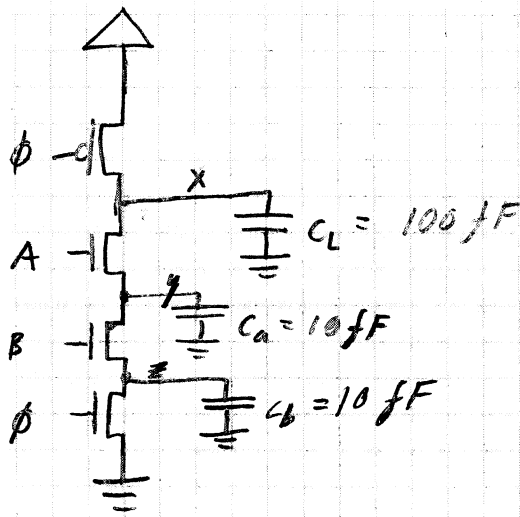 ϕ
X
C_L = 100 fF
A
y
C_a = 10 fF
B
z
C_b = 10 fF
ϕ